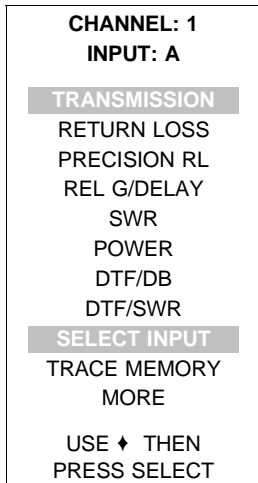 CHANNEL: 1
INPUT: A
TRANSMISSION
RETURN LOSS
PRECISION RL
REL G/DELAY
SWR
POWER
DTF/DB
DTF/SWR
SELECT INPUT
TRACE MEMORY
MORE
USE ♦ THEN
PRESS SELECT